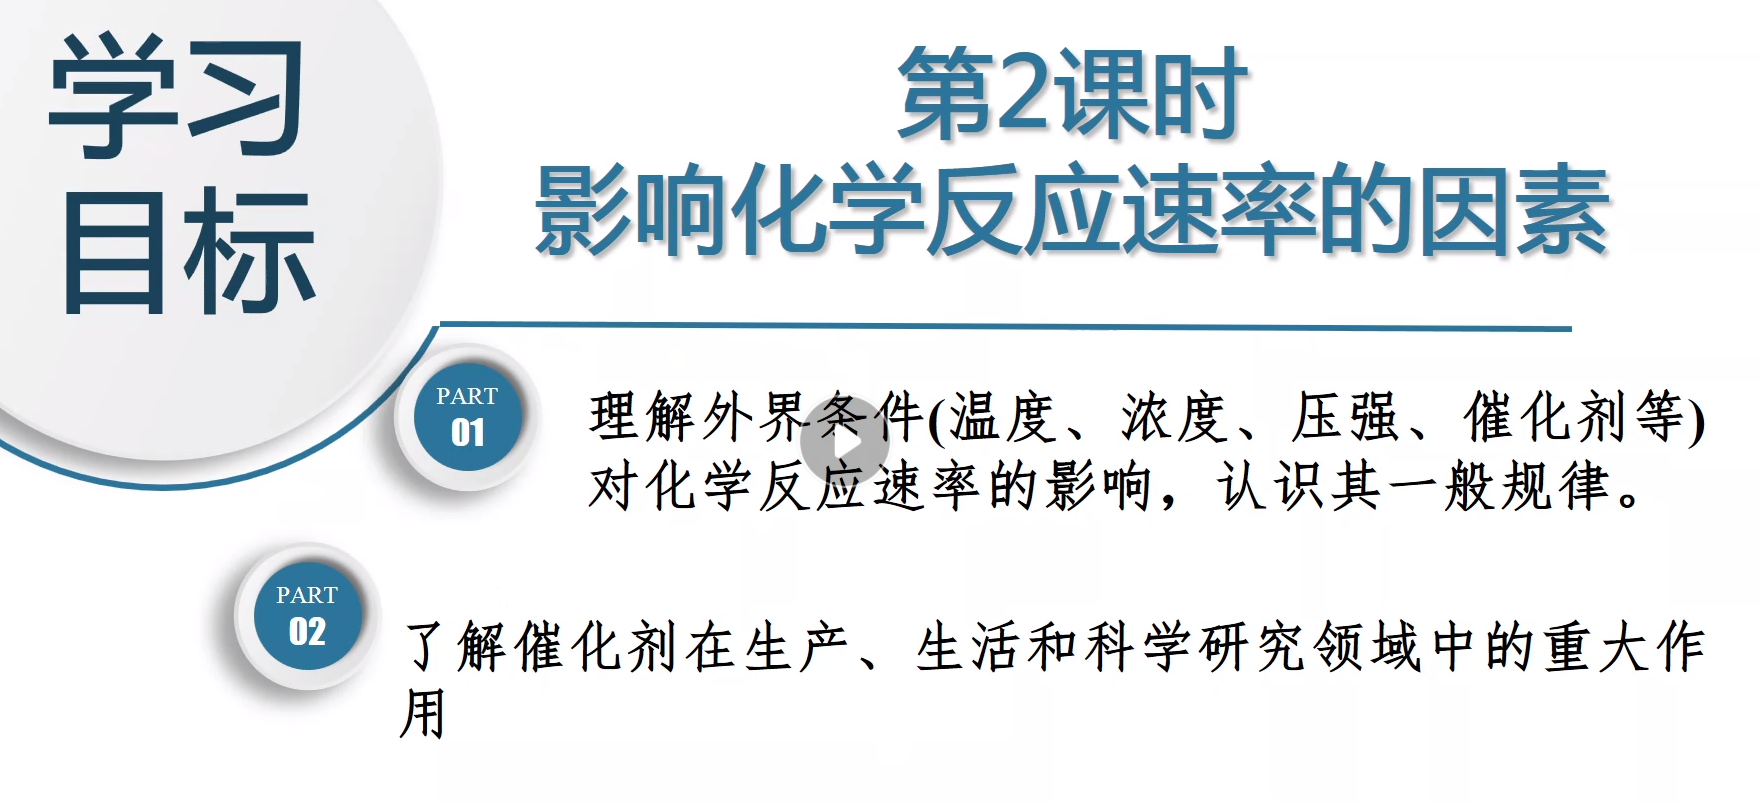 学习
目标
第2课时
影响化学反应速率的因素
PART
01
理解外界条件(温度、浓度、压强、催化剂等)
对化学反应速率的影响，认识其一般规律。
PART
02
了解催化剂在生产、生活和科学研究领域中的重大作
用